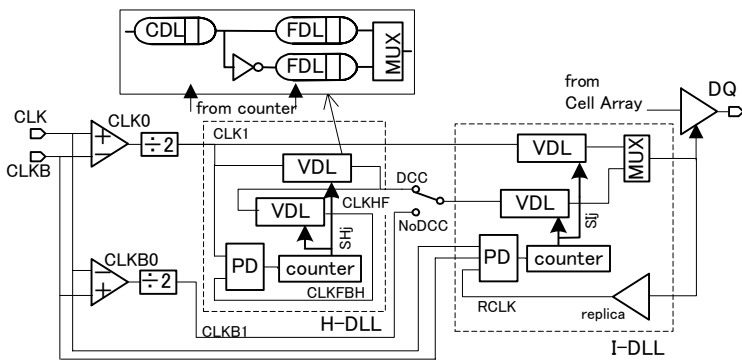 CDL
FDL
FDL
MUX
from counter
from
Cell Array
DQ
CLK
CLKB
CLK0
÷2
CLK1
VDL
VDL
CLKHF
SHj
PD
counter
CLKFBH
H-DLL
DCC
NoDCC
VDL
MUX
VDL
Sij
PD
counter
RCLK
replica
I-DLL
CLKB0
÷2
CLKB1